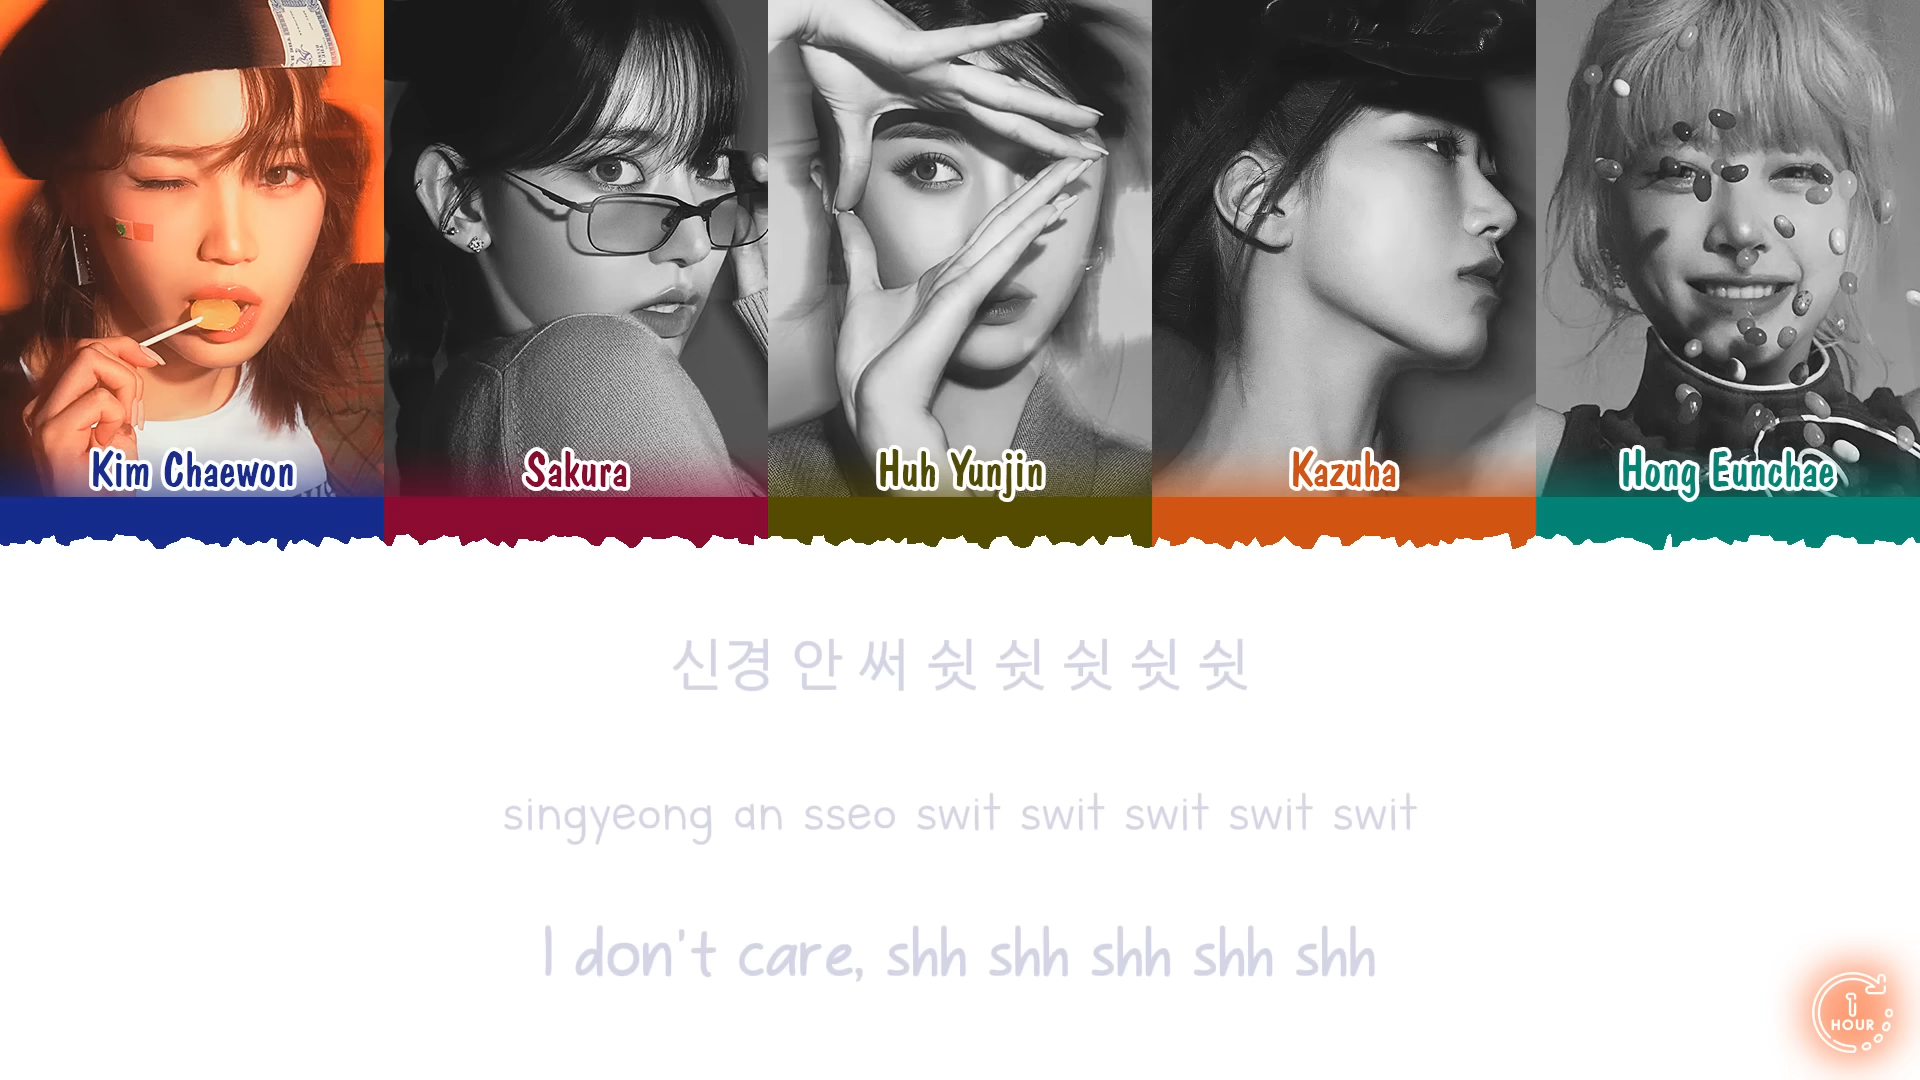 Kim Chaewon
Sakura
Huh Yunjin
Kazuha
Hong Eunchae
신경 안 써 쉿 쉿 쉿 쉿 쉿
singyeong an sseo swit swit swit swit swit
I don't care, shh shh shh shh shh
1
HOUR